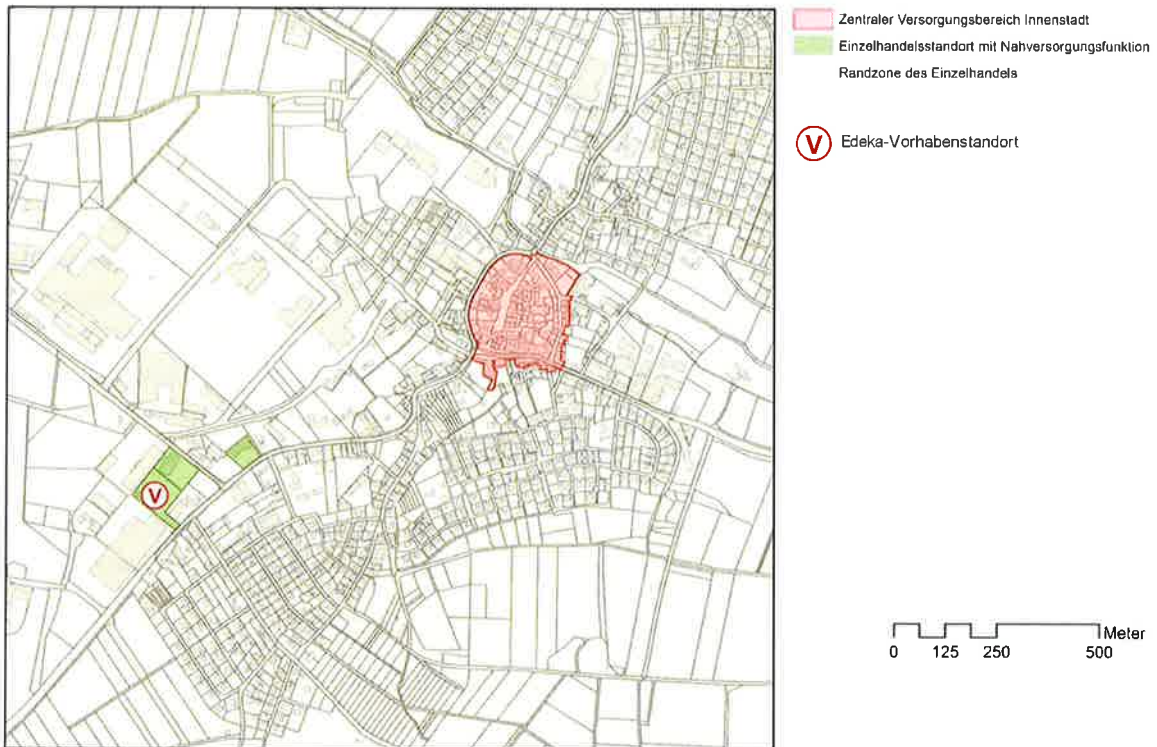 Zentraler Versorgungsbereich Innenstadt
Einzelhandelsstandort mit Nahversorgungsfunktion
Randzone des Einzelhandels
V Edeka-Vorhabenstandort
V
Meter
0 125 250 500